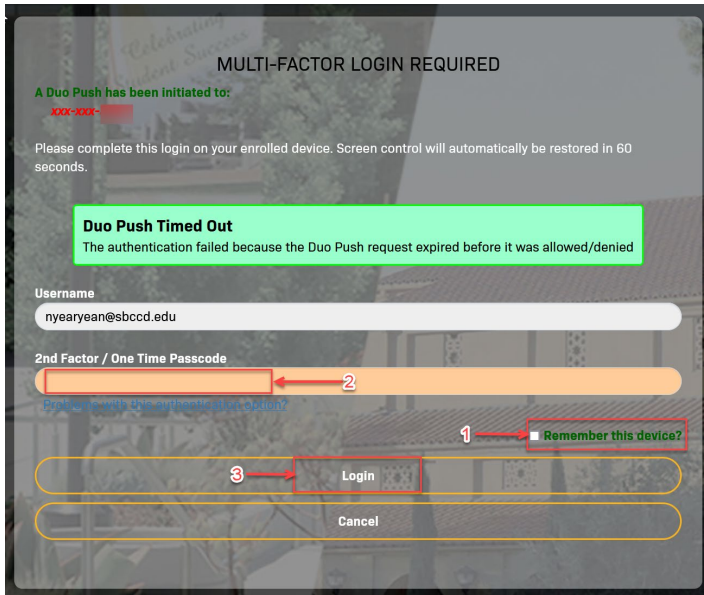 Celebrating
Student Success
MULTI-FACTOR LOGIN REQUIRED
A Duo Push has been initiated to:
xxx-xxx-
Please complete this login on your enrolled device. Screen control will automatically be restored in 60
seconds.
Duo Push Timed Out
The authentication failed because the Duo Push request expired before it was allowed/denied
Username
nyearyean@sbccd.edu
2nd Factor / One Time Passcode
2
Problems with this authentication option?
1
Remember this device?
3
Login
Cancel